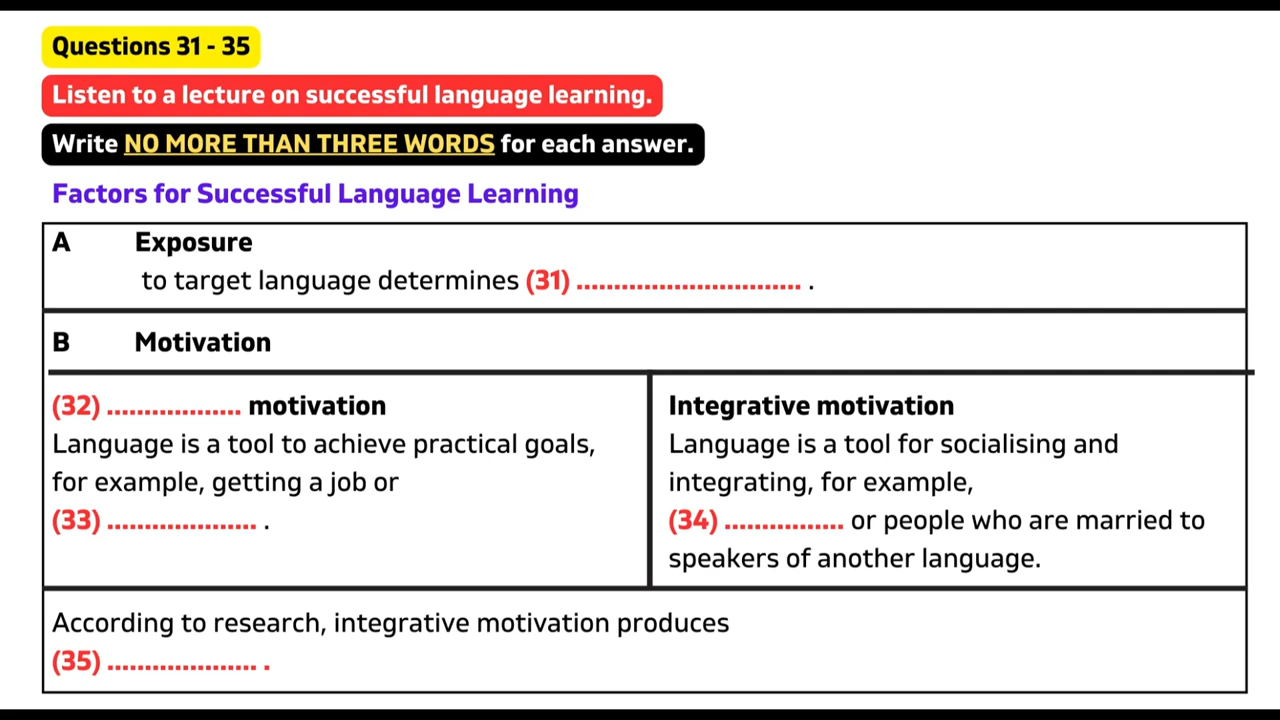 Questions 31 - 35
Listen to a lecture on successful language learning.
Write NO MORE THAN THREE WORDS for each answer.
Factors for Successful Language Learning
A Exposure
to target language determines (31) .............................. .
B Motivation
(32) .................. motivation
Language is a tool to achieve practical goals,
for example, getting a job or
(33) .................... .
Integrative motivation
Language is a tool for socialising and
integrating, for example,
(34) ................ or people who are married to
speakers of another language.
According to research, integrative motivation produces
(35) .................... .